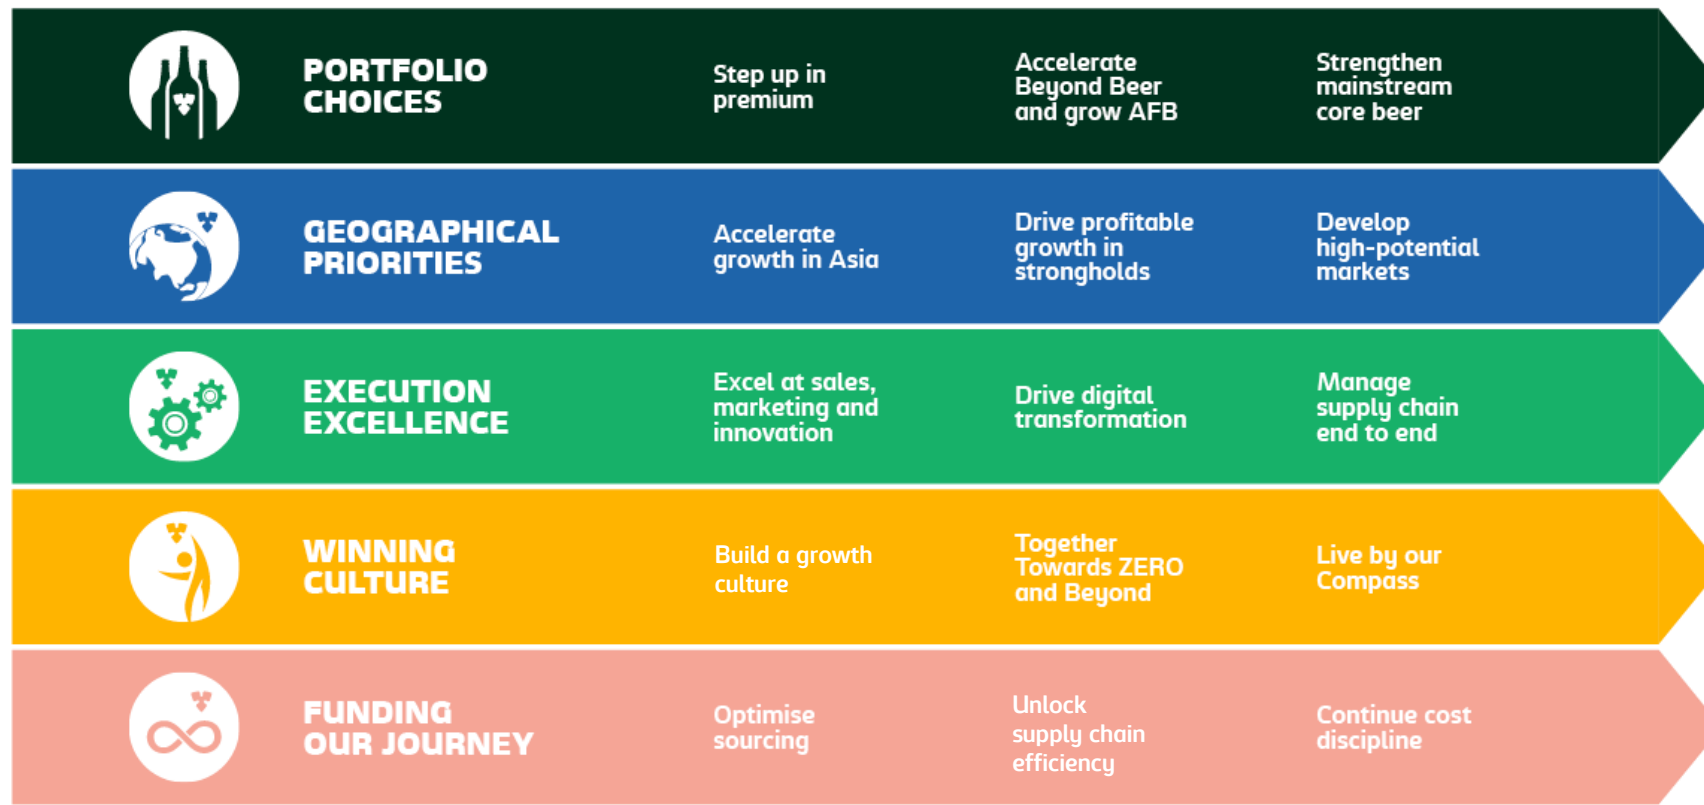 PORTFOLIO
CHOICES
Step up in
premium
Accelerate
Beyond Beer
and grow AFB
Strengthen
mainstream
core beer
GEOGRAPHICAL
PRIORITIES
Accelerate
growth in Asia
Drive profitable
growth in
strongholds
Develop
high-potential
markets
EXECUTION
EXCELLENCE
Excel at sales,
marketing and
innovation
Drive digital
transformation
Manage
supply chain
end to end
WINNING
CULTURE
Build a growth
culture
Together
Towards ZERO
and Beyond
Live by our
Compass
FUNDING
OUR JOURNEY
Optimise
sourcing
Unlock
supply chain
efficiency
Continue cost
discipline